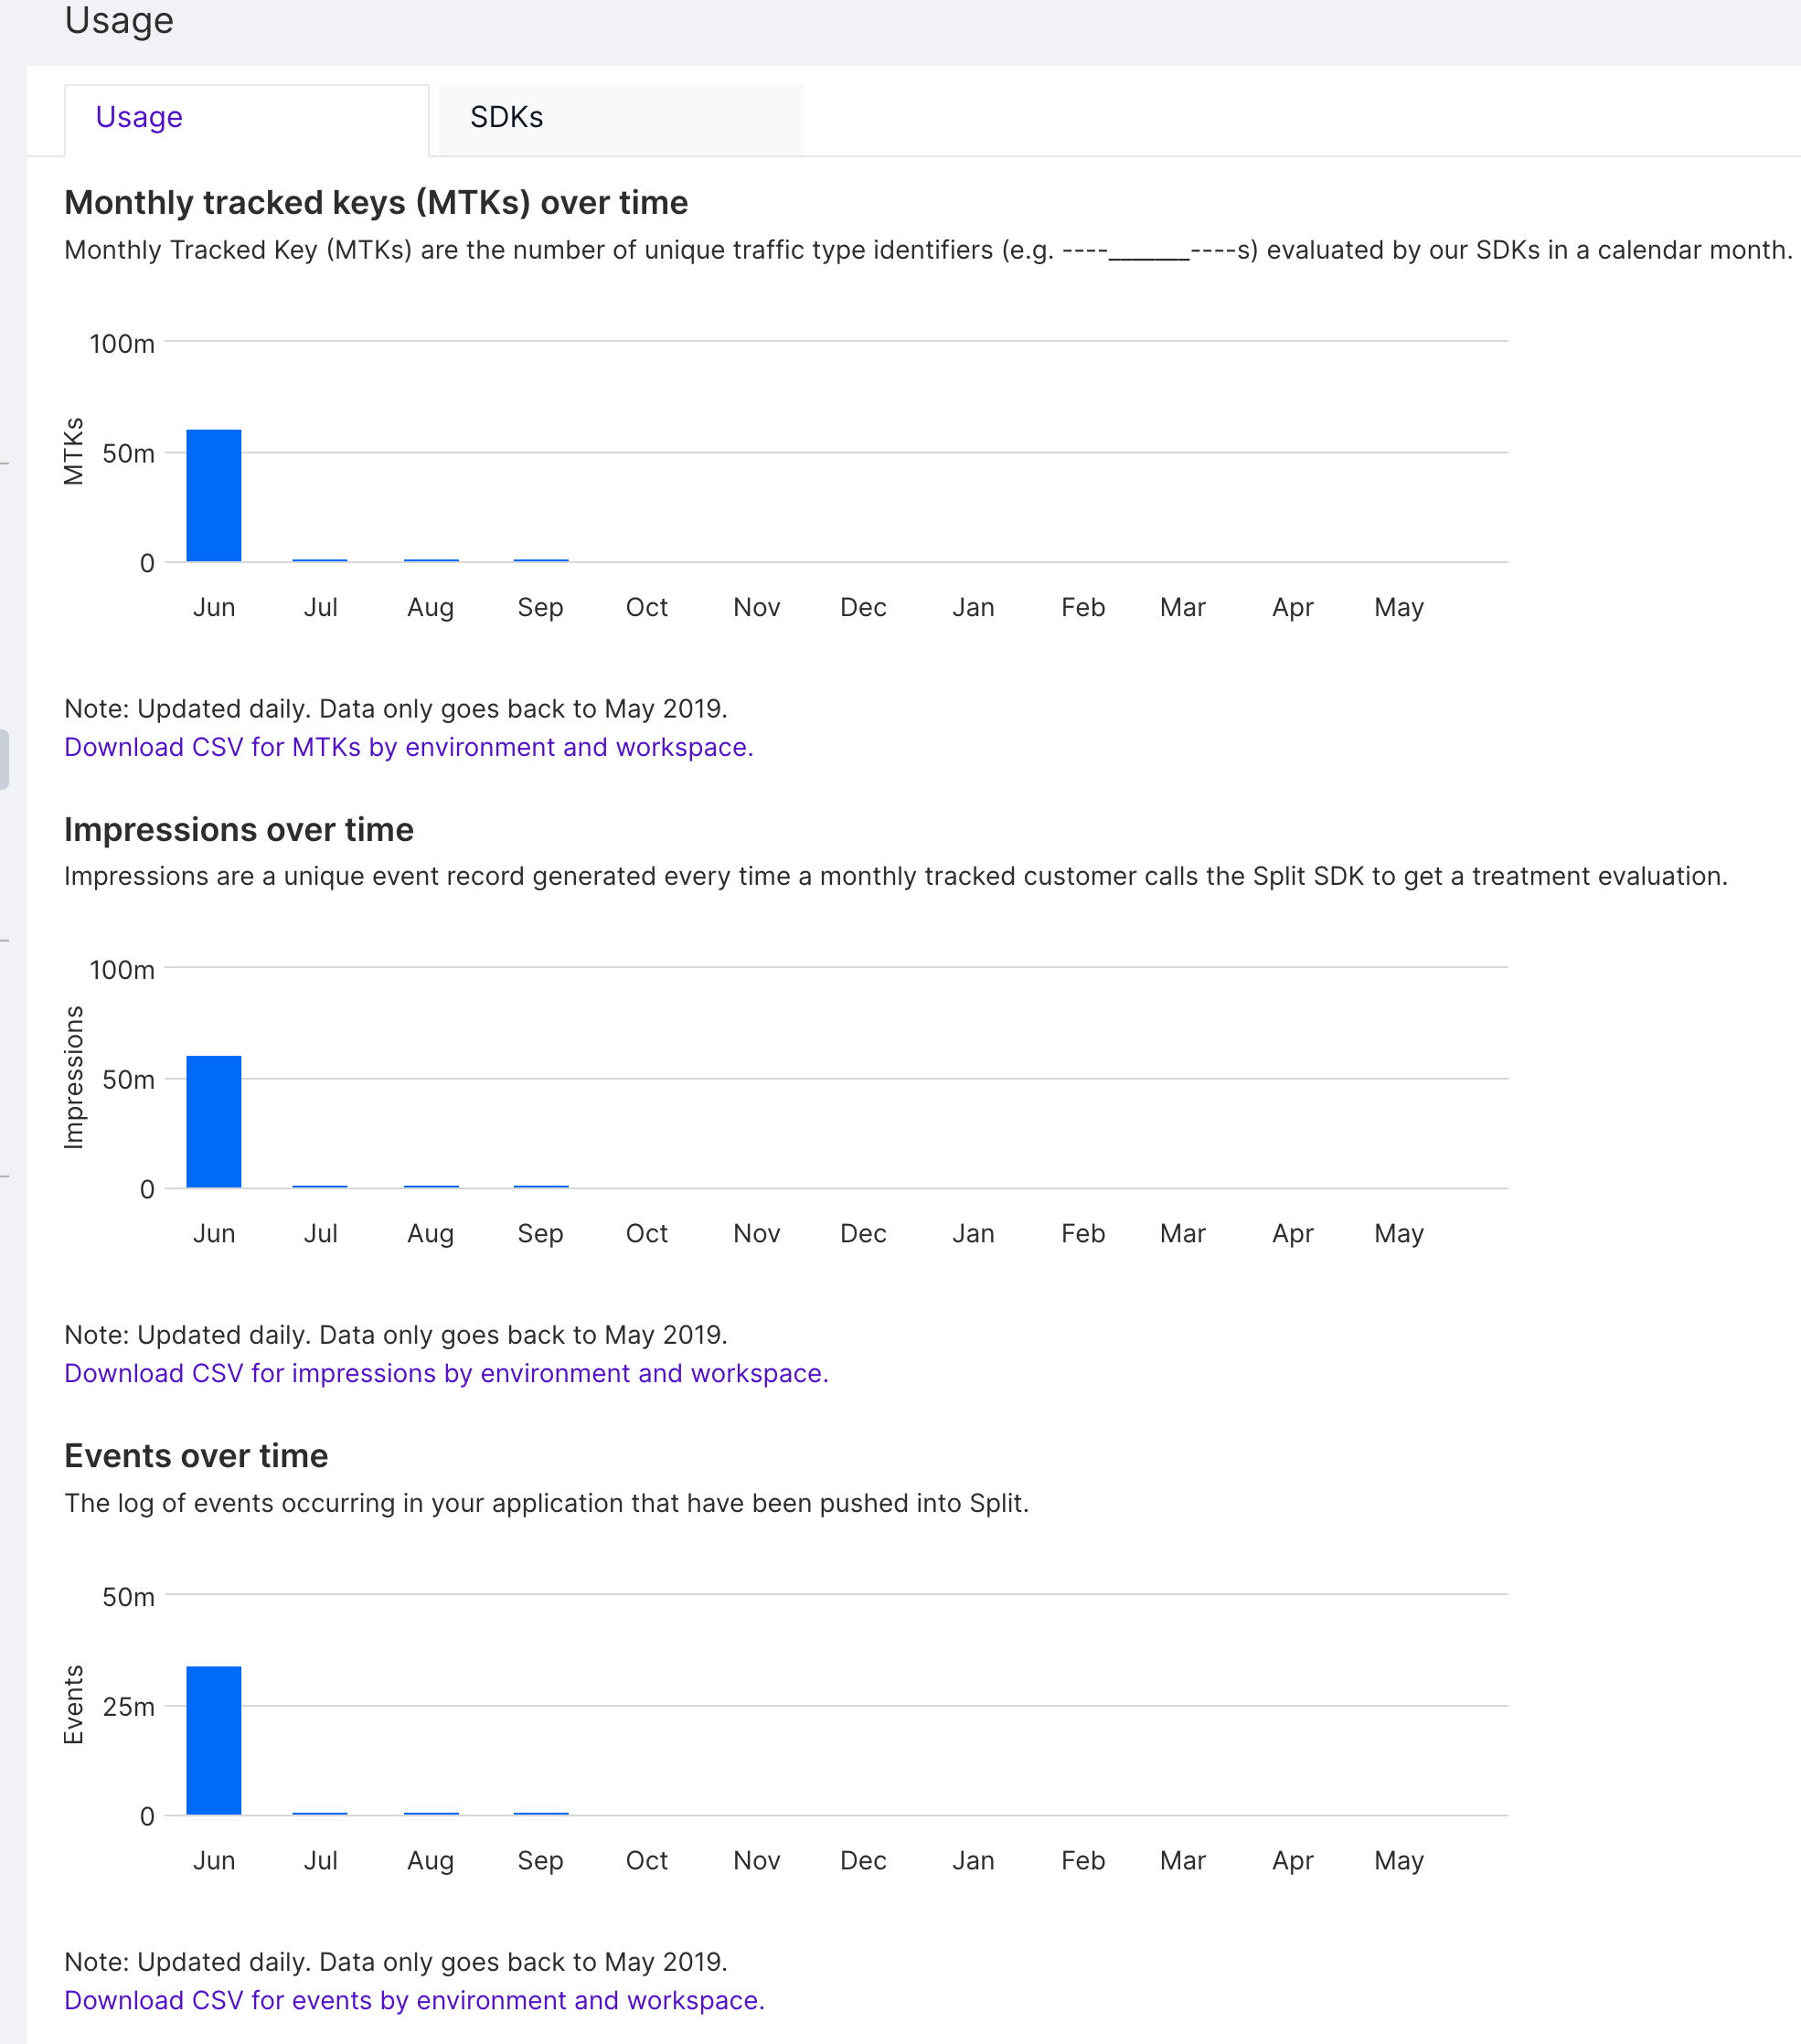 Usage
Usage
SDKs
Monthly tracked keys (MTKs) over time
Monthly Tracked Key (MTKs) are the number of unique traffic type identifiers (e.g. ----_______----s) evaluated by our SDKs in a calendar month.
100m
MTKs
50m
0
Jun Jul Aug Sep Oct Nov Dec Jan Feb Mar Apr May
Note: Updated daily. Data only goes back to May 2019.
Download CSV for MTKs by environment and workspace.
Impressions over time
Impressions are a unique event record generated every time a monthly tracked customer calls the Split SDK to get a treatment evaluation.
100m
Impressions
50m
0
Jun Jul Aug Sep Oct Nov Dec Jan Feb Mar Apr May
Note: Updated daily. Data only goes back to May 2019.
Download CSV for impressions by environment and workspace.
Events over time
The log of events occurring in your application that have been pushed into Split.
50m
Events
25m
0
Jun Jul Aug Sep Oct Nov Dec Jan Feb Mar Apr May
Note: Updated daily. Data only goes back to May 2019.
Download CSV for events by environment and workspace.